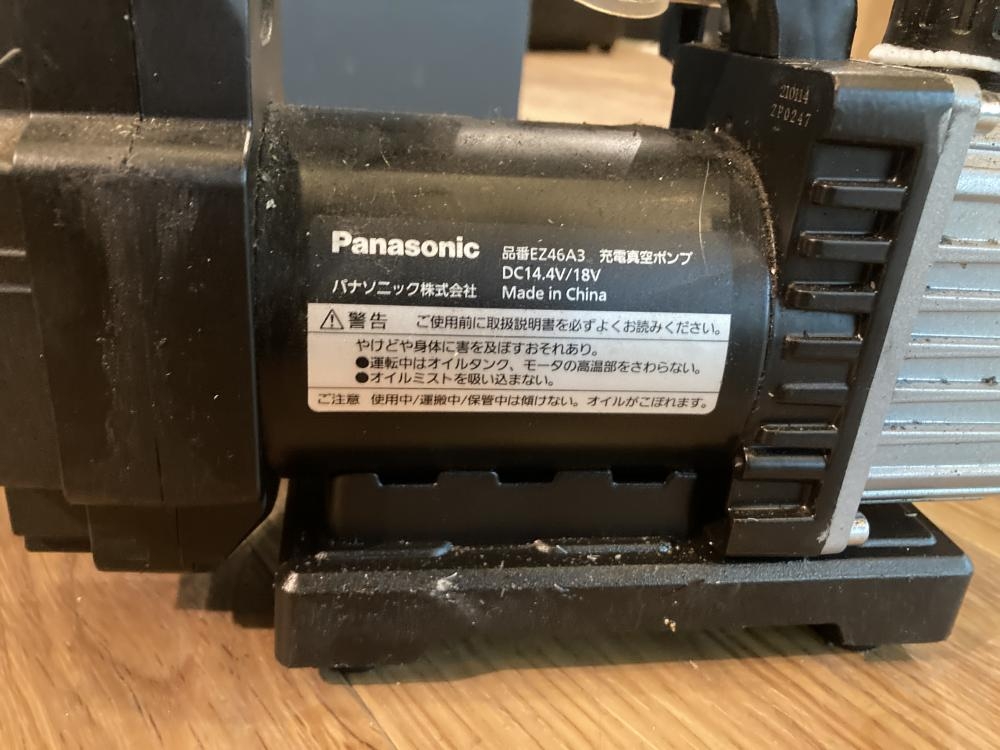 210114
ZP0247
Panasonic
品番EZ46A3 充電真空ポンプ
DC14.4V/18V
パナソニック株式会社
Made in China
警告 ご使用前に取扱説明書を必ずよくお読みください。
やけどや身体に害を及ぼすおそれあり。
●運転中はオイルタンク、モータの高温部をさわらない。
●オイルミストを吸い込まない。
ご注意 使用中/運搬中/保管中は傾けない。オイルがこぼれます。